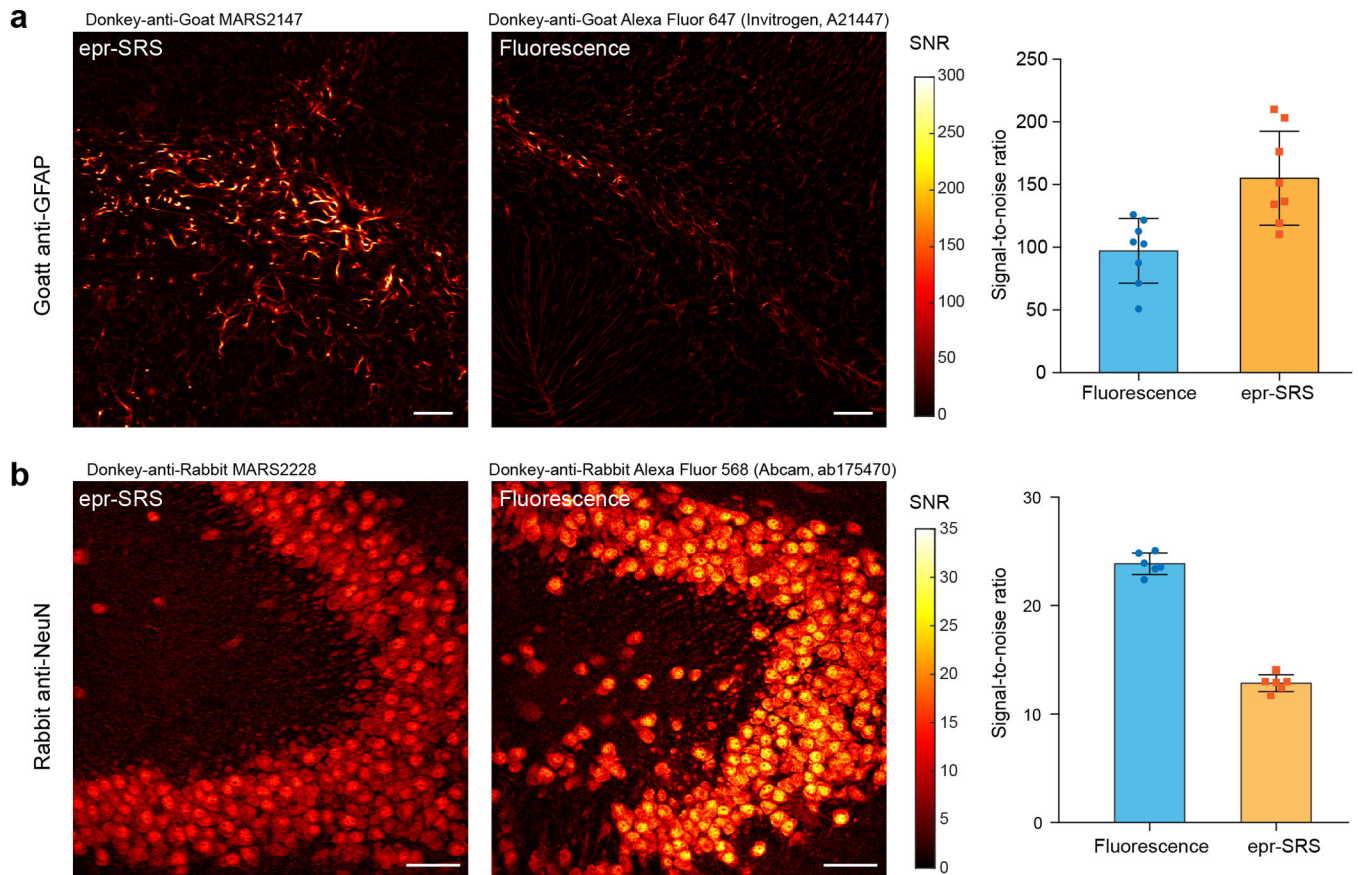 a
Donkey-anti-Goat MARS2147
Donkey-anti-Goat Alexa Fluor 647 (Invitrogen, A21447)
epr-SRS
Fluorescence
Goatt anti-GFAP
SNR
300
250
200
150
100
50
0
Signal-to-noise ratio
250
200
150
100
50
0
Fluorescence
epr-SRS
b
Donkey-anti-Rabbit MARS2228
Donkey-anti-Rabbit Alexa Fluor 568 (Abcam, ab175470)
epr-SRS
Fluorescence
Rabbit anti-NeuN
SNR
35
30
25
20
15
10
5
0
Signal-to-noise ratio
30
20
10
0
Fluorescence
epr-SRS